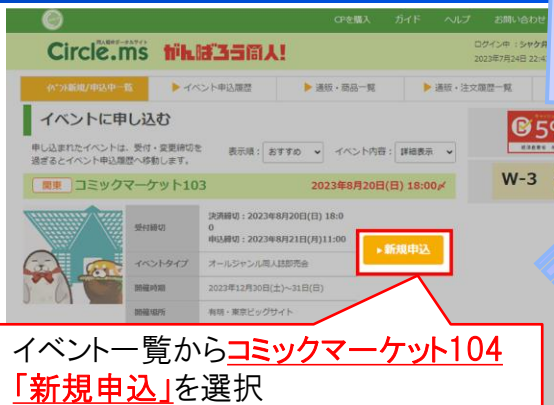 CPを購入 ガイド ヘルプ お問い合わせ
Circle.ms がんばろう同人!
2023年7月24日 22:4
イベント新規/申込中一覧 ▶イベント申込履歴 ▶通販・商品一覧 ▶通販・注文履歴一覧
イベントに申し込む
申し込まれたイベントは、受付・変更締切を
過ぎるとイベント申込履歴へ移動します。
表示順: おすすめ イベント内容: 詳細表示
関東 コミックマーケット103 2023年8月20日(日) 18:00〆
W-3
受付締切
決済締切:2023年8月20日(日) 18:0
0
申込締切:2023年8月21日(月)11:00
▶新規申込
イベントタイプ オールジャンル同人誌即売会
開催時期 2023年12月30日(土)~31日(日)
開催場所 有明・東京ビッグサイト
イベント一覧からコミックマーケット104
「新規申込」を選択